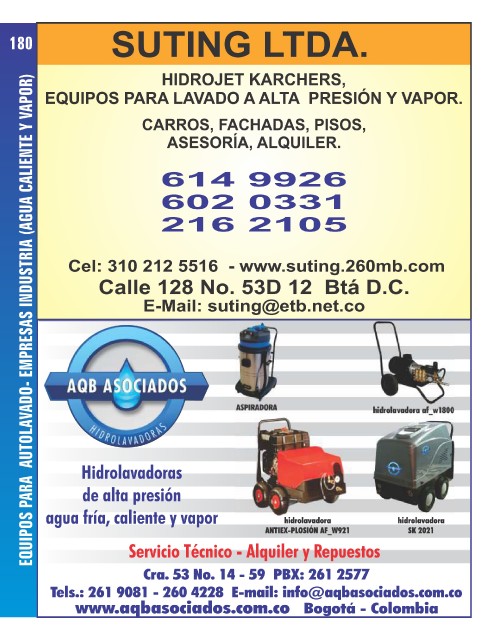 180
EQUIPOS PARA AUTOLAVADO- EMPRESAS INDUSTRIA (AGUA CALIENTE Y VAPOR)
SUTING LTDA.
HIDROJET KARCHERS,
EQUIPOS PARA LAVADO A ALTA PRESIÓN Y VAPOR.
CARROS, FACHADAS, PISOS,
ASESORÍA, ALQUILER.
614 9926
602 0331
216 2105
Cel: 310 212 5516 - www.suting.260mb.com
Calle 128 No. 53D 12 Btá D.C.
E-Mail: suting@etb.net.co
AQB ASOCIADOS
HIDROLAVADORAS
ASPIRADORA
hidrolavadora af_w1800
Hidrolavadoras
de alta presión
agua fría, caliente y vapor
AQB
hidrolavadora
ANTIEX-PLOSIÓN AF_W921
hidrolavadora
SK 2021
Servicio Técnico - Alquiler y Repuestos
Cra. 53 No. 14 - 59 PBX: 261 2577
Tels.: 261 9081 - 260 4228 E-mail: info@aqbasociados.com.co
www.aqbasociados.com.co Bogotá - Colombia